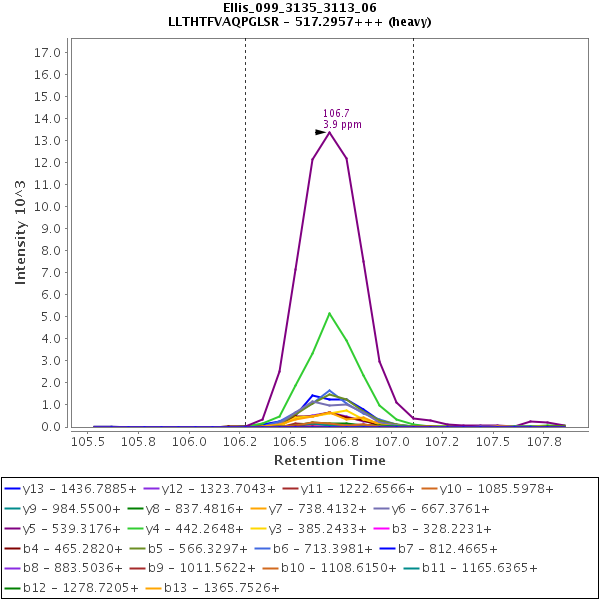 Ellis_099_3135_3113_06
LLTHTFVAQPGLSR - 517.2957+++ (heavy)
17.0
16.0
15.0
14.0
13.0
12.0
11.0
10.0
9.0
8.0
7.0
6.0
5.0
4.0
3.0
2.0
1.0
0.0
Intensity 10^3
106.7
3.9 ppm
105.5 105.8 106.0 106.2 106.5 106.8 107.0 107.2 107.5 107.8
Retention Time
y13 - 1436.7885+ y12 - 1323.7043+ y11 - 1222.6566+ y10 - 1085.5978+
y9 - 984.5500+ y8 - 837.4816+ y7 - 738.4132+ y6 - 667.3761+
y5 - 539.3176+ y4 - 442.2648+ y3 - 385.2433+ b3 - 328.2231+
b4 - 465.2820+ b5 - 566.3297+ b6 - 713.3981+ b7 - 812.4665+
b8 - 883.5036+ b9 - 1011.5622+ b10 - 1108.6150+ b11 - 1165.6365+
b12 - 1278.7205+ b13 - 1365.7526+